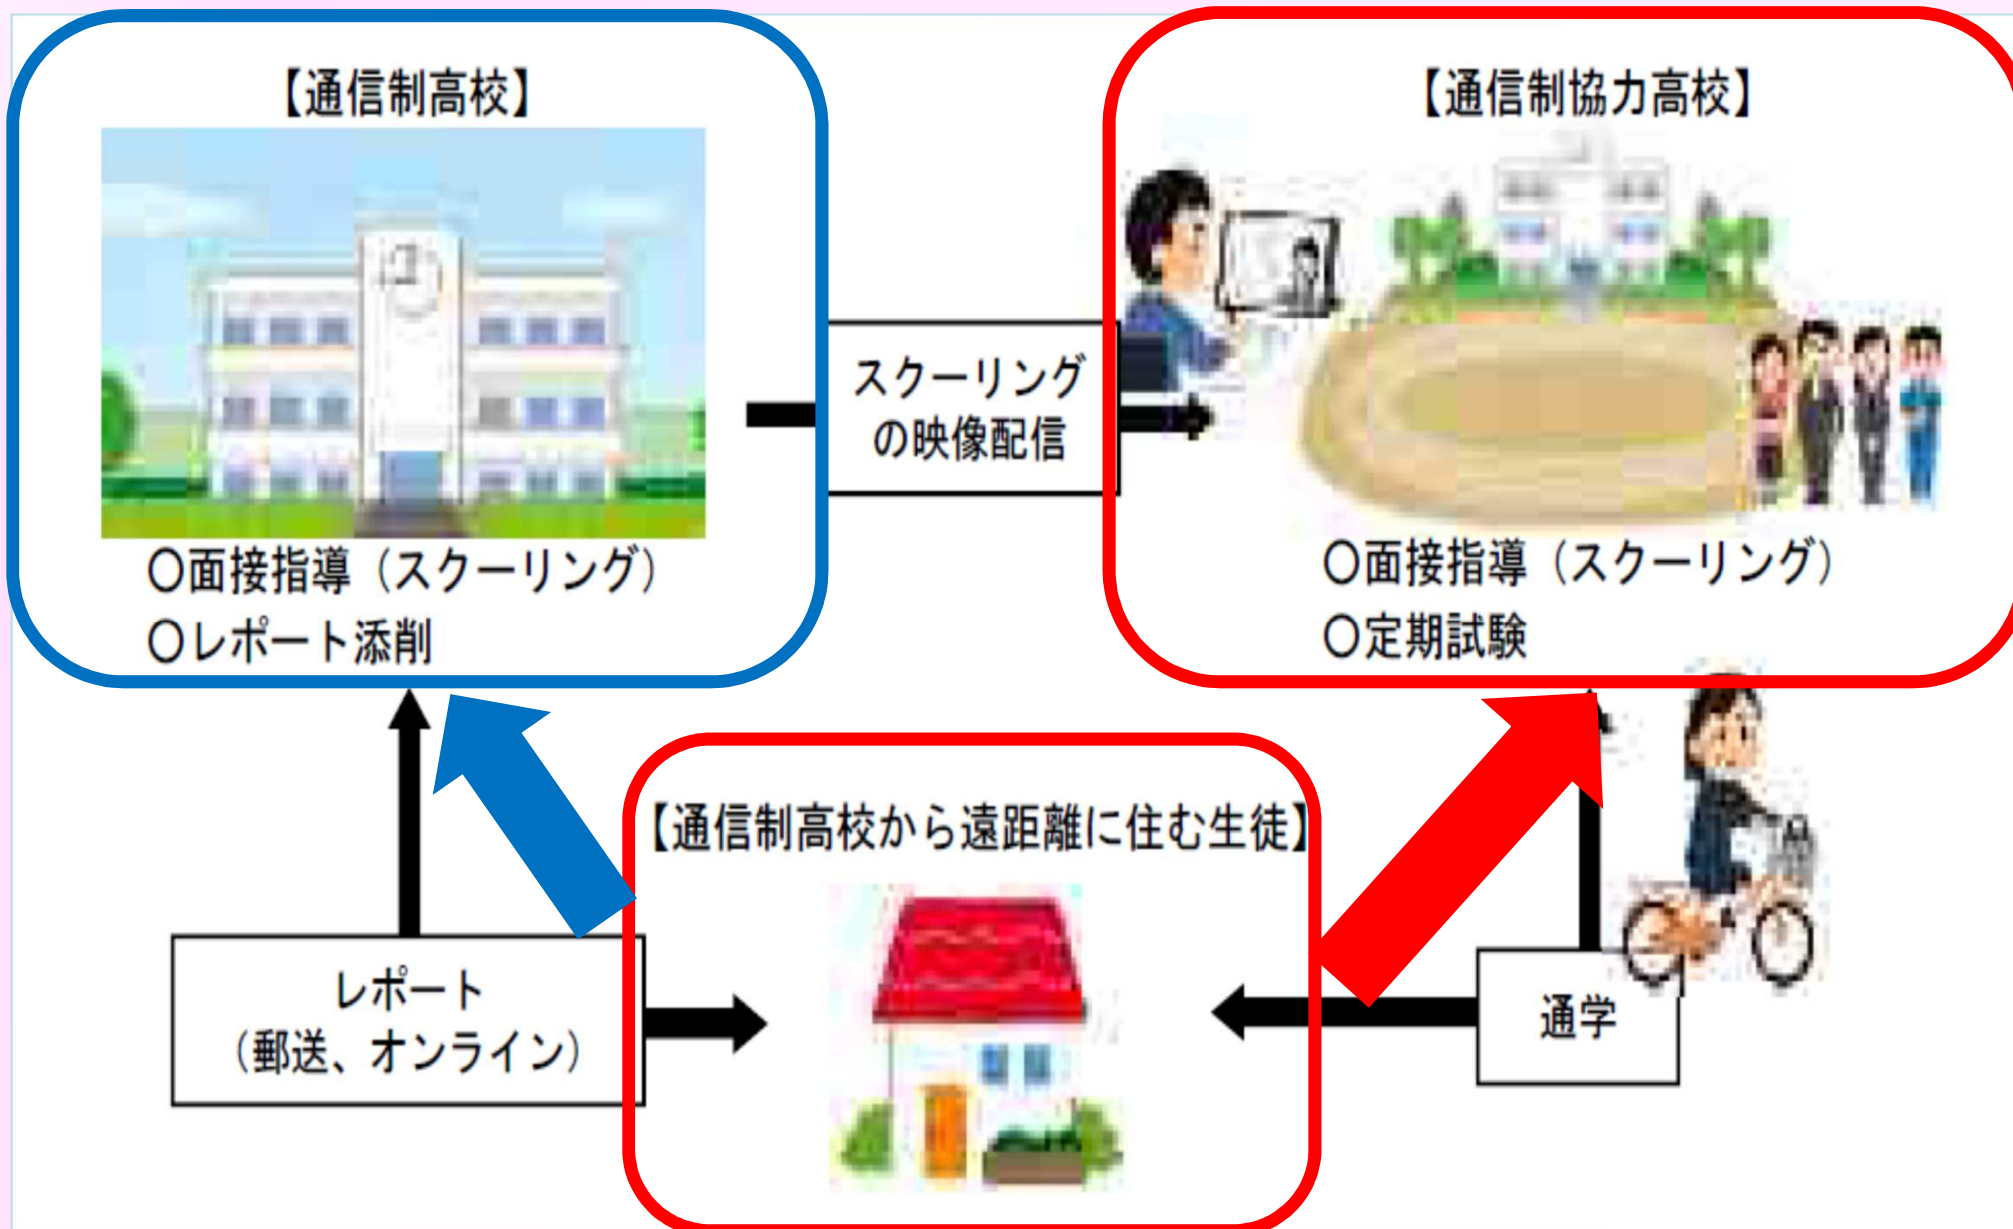 【通信制高校】
〇面接指導（スクーリング）
〇レポート添削
スクーリング
の映像配信
【通信制協力高校】
〇面接指導（スクーリング）
〇定期試験
【通信制高校から遠距離に住む生徒】
レポート
（郵送、オンライン）
通学